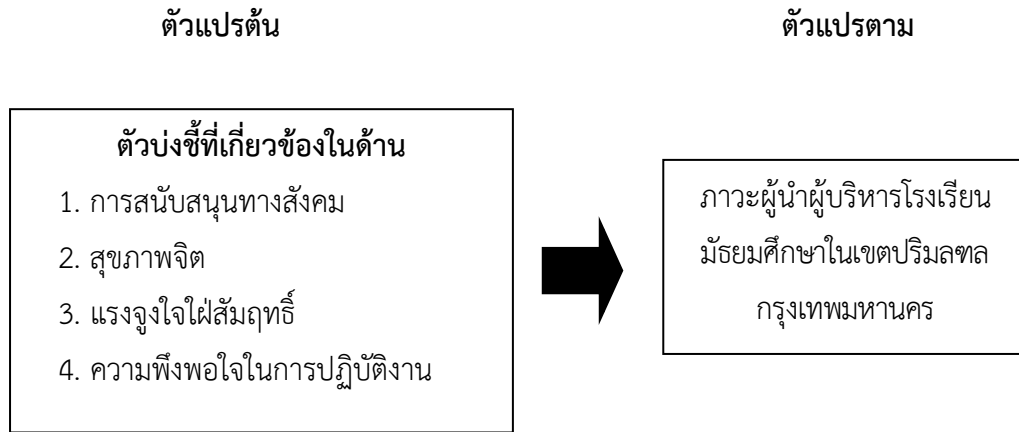 ตัวแปรต้น
ตัวแปรตาม
ตัวบ่งชี้ที่เกี่ยวข้องในด้าน
1. การสนับสนุนทางสังคม
2. สุขภาพจิต
3. แรงจูงใจใฝ่สัมฤทธิ์
4. ความพึงพอใจในการปฏิบัติงาน
ภาวะผู้นำผู้บริหารโรงเรียน
มัธยมศึกษาในเขตปริมลฑล
กรุงเทพมหานคร